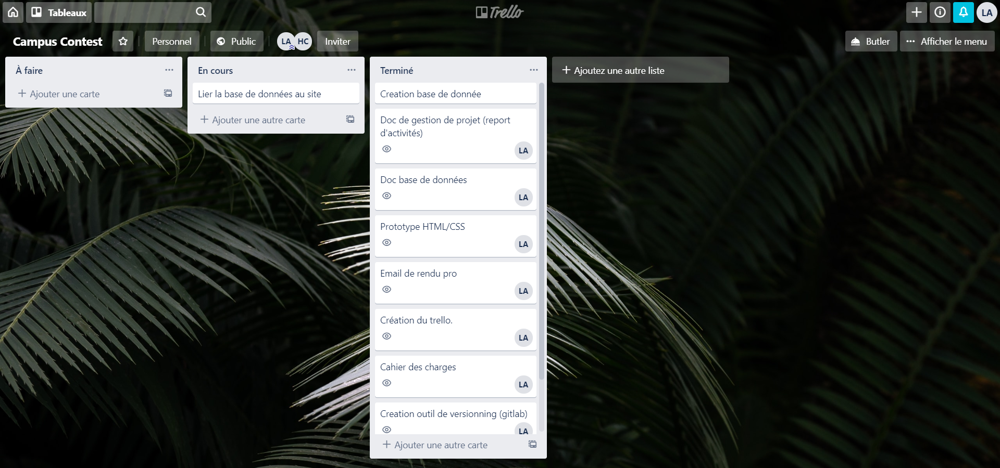 Tableaux
Trello
LA
Campus Contest
Personnel
Public
LA
HC
Inviter
Butler
Afficher le menu
À faire
Ajouter une carte
En cours
Lier la base de données au site
Ajouter une autre carte
Terminé
Creation base de donnée
Doc de gestion de projet (report
d'activités)
LA
Doc base de données
LA
Prototype HTML/CSS
LA
Email de rendu pro
LA
Création du trello.
LA
Cahier des charges
LA
Creation outil de versionning (gitlab)
LA
Ajouter une autre carte
Ajoutez une autre liste